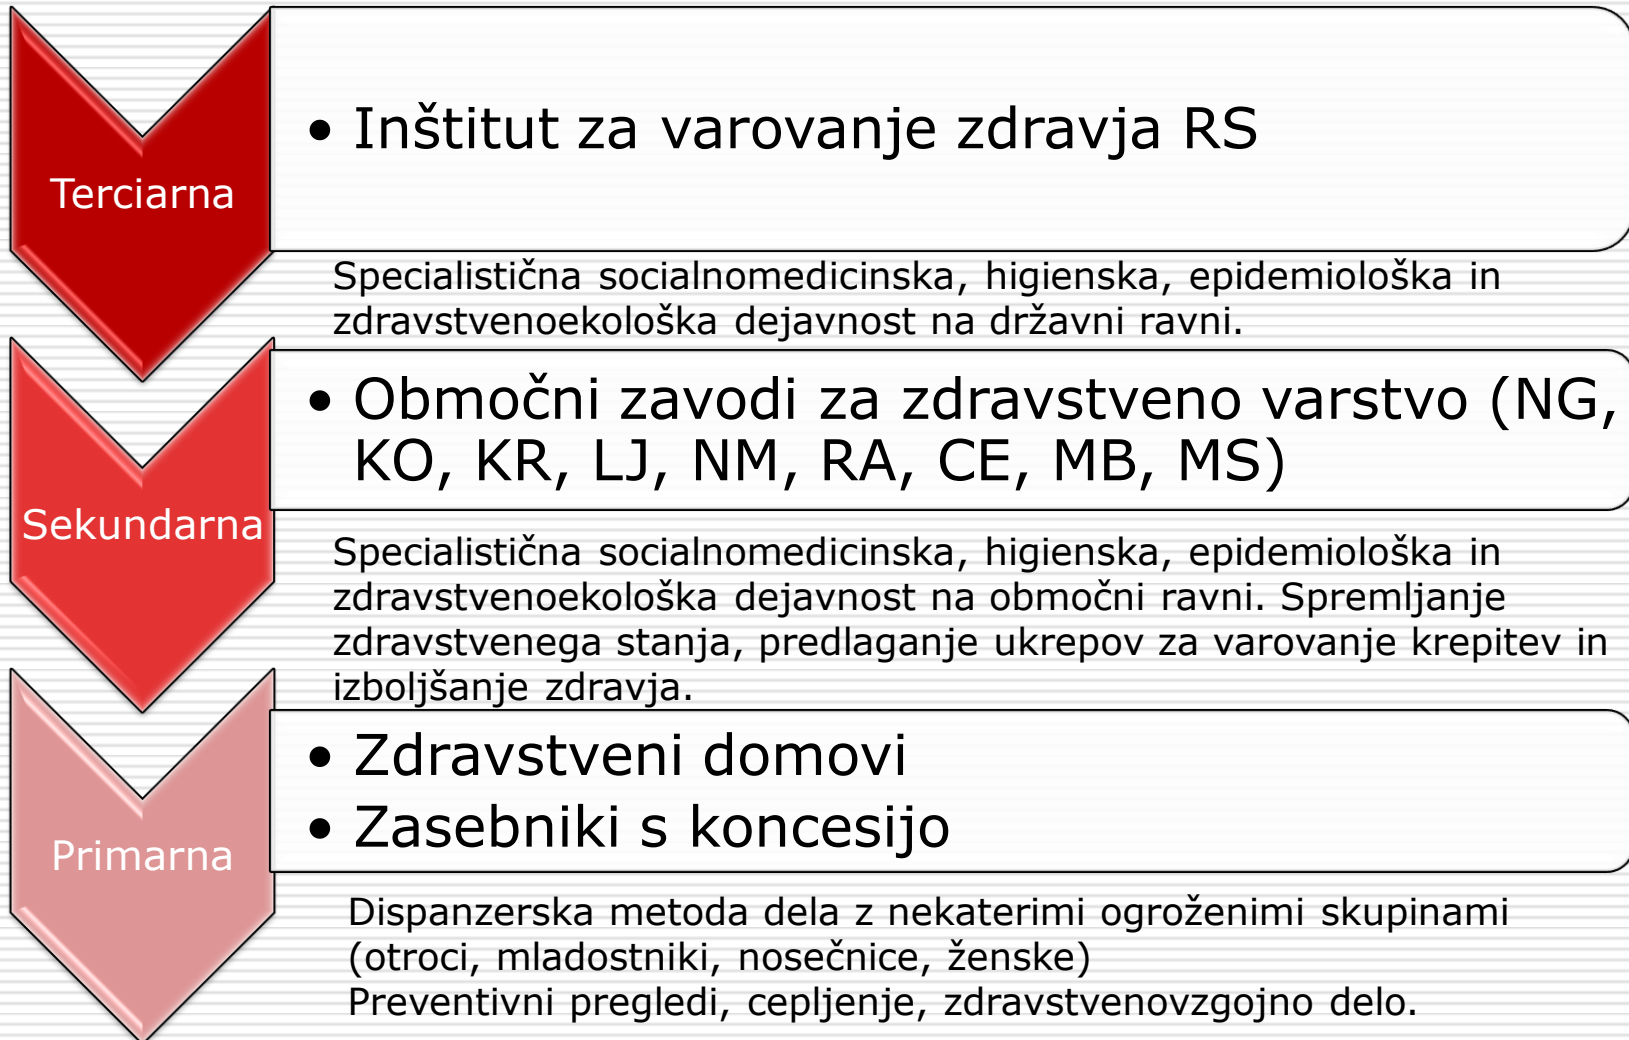 Terciarna
• Inštitut za varovanje zdravja RS
Specialistična socialnomedicinska, higienska, epidemiološka in
zdravstvenoekološka dejavnost na državni ravni.
Sekundarna
• Območni zavodi za zdravstveno varstvo (NG,
KO, KR, LJ, NM, RA, CE, MB, MS)
Specialistična socialnomedicinska, higienska, epidemiološka in
zdravstvenoekološka dejavnost na območni ravni. Spremljanje
zdravstvenega stanja, predlaganje ukrepov za varovanje krepitev in
izboljšanje zdravja.
Primarna
• Zdravstveni domovi
• Zasebniki s koncesijo
Dispanzerska metoda dela z nekaterimi ogroženimi skupinami
(otroci, mladostniki, nosečnice, ženske)
Preventivni pregledi, cepljenje, zdravstvenovzgojno delo.